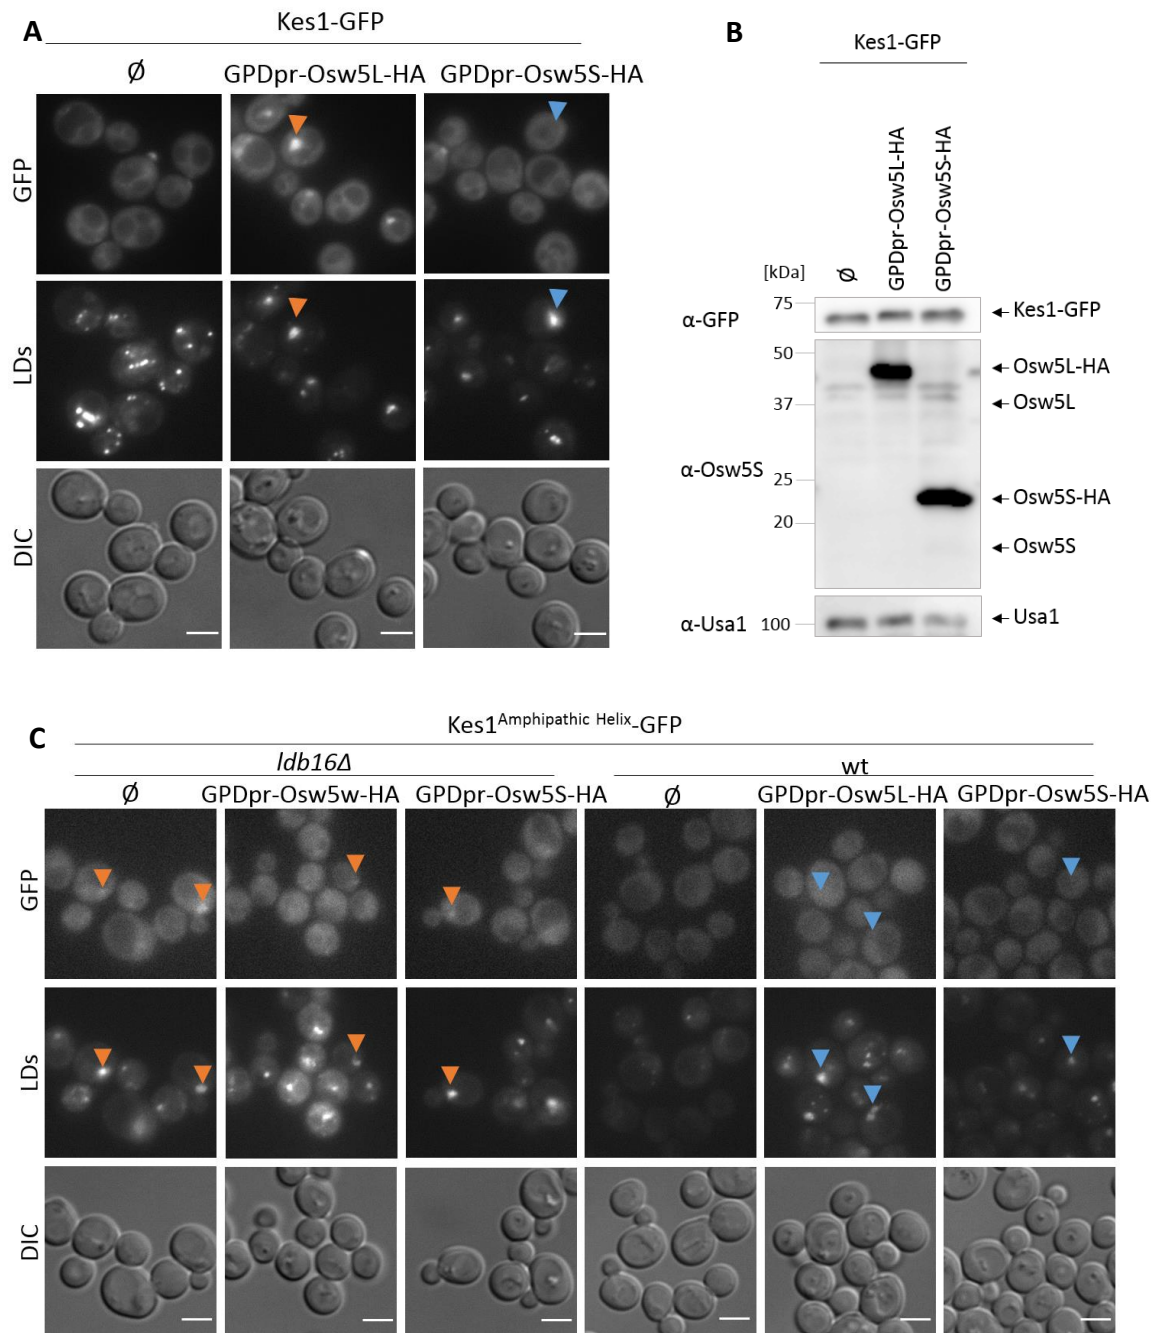 A
Kes1-GFP
Ø GPDpr-Osw5L-HA GPDpr-Osw5S-HA
GFP
LDs
DIC
B
Kes1-GFP
Ø GPDpr-Osw5L-HA GPDpr-Osw5S-HA
[kDa]
75
α-GFP
Kes1-GFP
50
Osw5L-HA
37
Osw5L
α-Osw5S
25
Osw5S-HA
20
Osw5S
α-Usa1 100
Usa1
C
Kes1Amphipathic Helix-GFP
ldb16Δ wt
Ø GPDpr-Osw5w-HA GPDpr-Osw5S-HA Ø GPDpr-Osw5L-HA GPDpr-Osw5S-HA
GFP
LDs
DIC